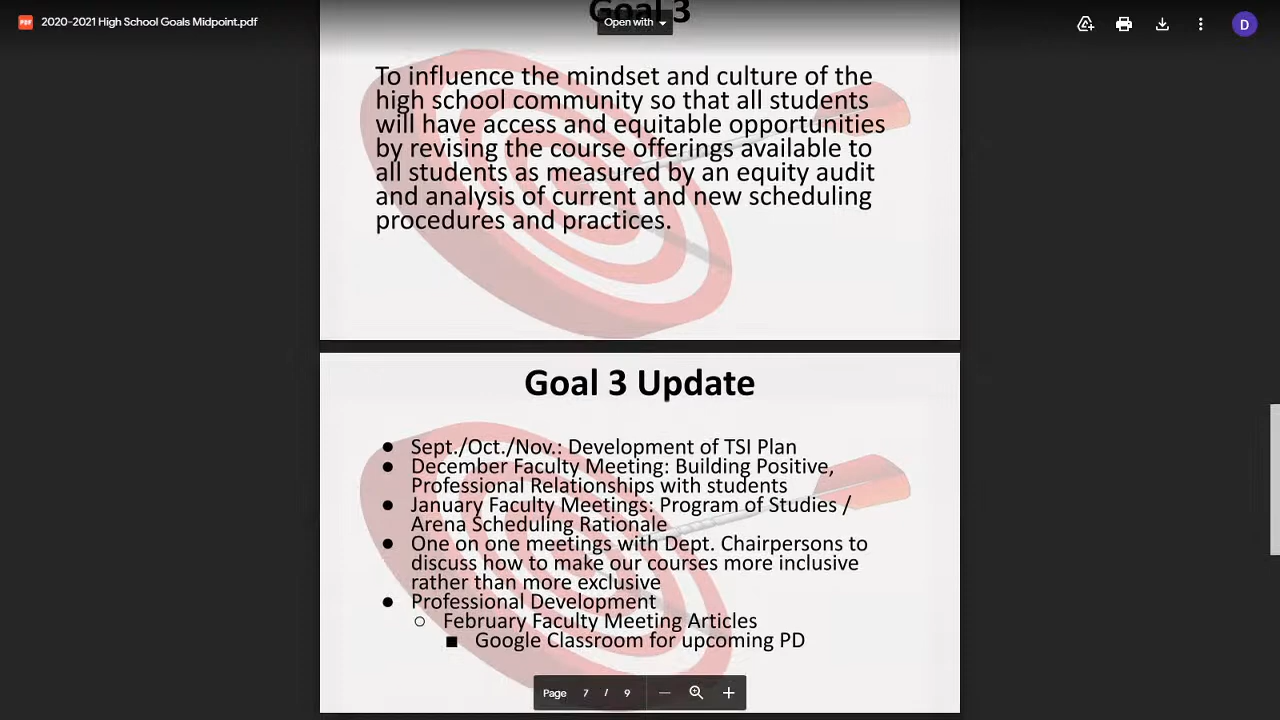 2020-2021 High School Goals Midpoint.pdf
Goal 3
Open with
D
To influence the mindset and culture of the
high school community so that all students
will have access and equitable opportunities
by revising the course offerings available to
all students as measured by an equity audit
and analysis of current and new scheduling
procedures and practices.
Goal 3 Update
● Sept./Oct./Nov.: Development of TSI Plan
● December Faculty Meeting: Building Positive,
Professional Relationships with students
● January Faculty Meetings: Program of Studies /
Arena Scheduling Rationale
● One on one meetings with Dept. Chairpersons to
discuss how to make our courses more inclusive
rather than more exclusive
● Professional Development
○ February Faculty Meeting Articles
■ Google Classroom for upcoming PD
Page 7 / 9